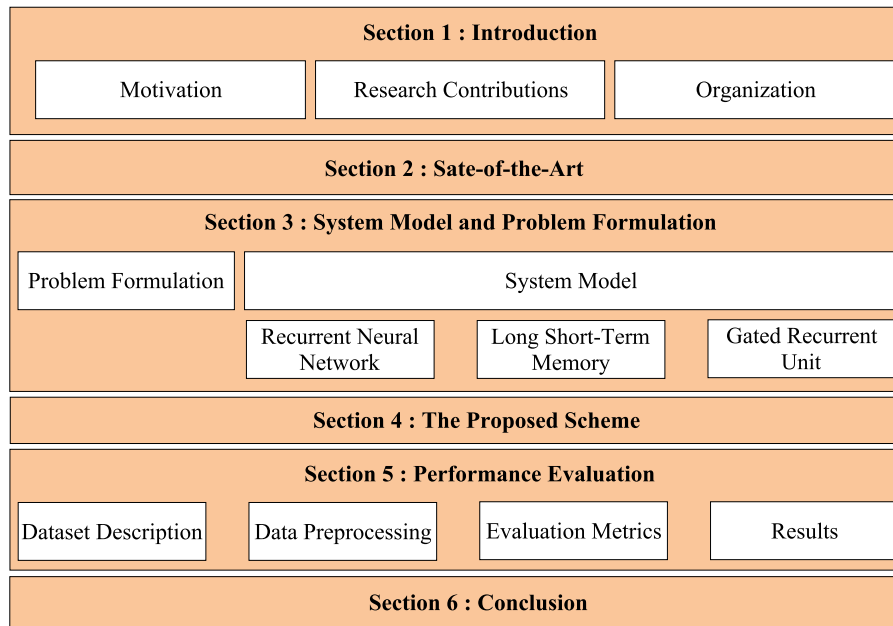 Section 1 : Introduction
Motivation
Research Contributions
Organization
Section 2 : Sate-of-the-Art
Section 3 : System Model and Problem Formulation
Problem Formulation
System Model
Recurrent Neural
Network
Long Short-Term
Memory
Gated Recurrent
Unit
Section 4 : The Proposed Scheme
Section 5 : Performance Evaluation
Dataset Description
Data Preprocessing
Evaluation Metrics
Results
Section 6 : Conclusion